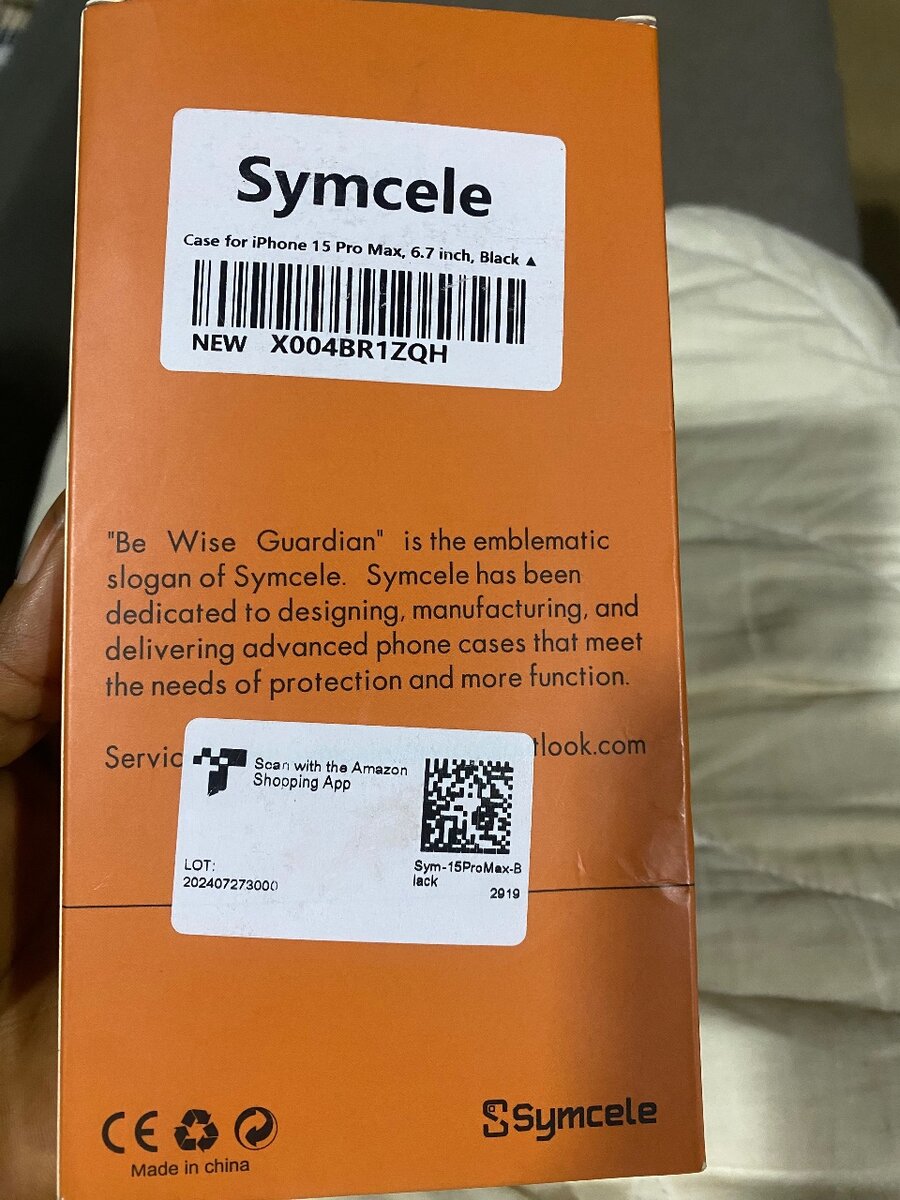 Symcele
Case for iPhone 15 Pro Max, 6.7 inch, Black ▲
NEW X004BR1ZQH
"Be Wise Guardian" is the emblematic
slogan of Symcele. Symcele has been
dedicated to designing, manufacturing, and
delivering advanced phone cases that meet
the needs of protection and more function.
Servic tlook.com
Scan with the Amazon
Shopping App
LOT:
202407273000
Sym-15ProMax-B
lack
2919
CE
Symcele
Made in china